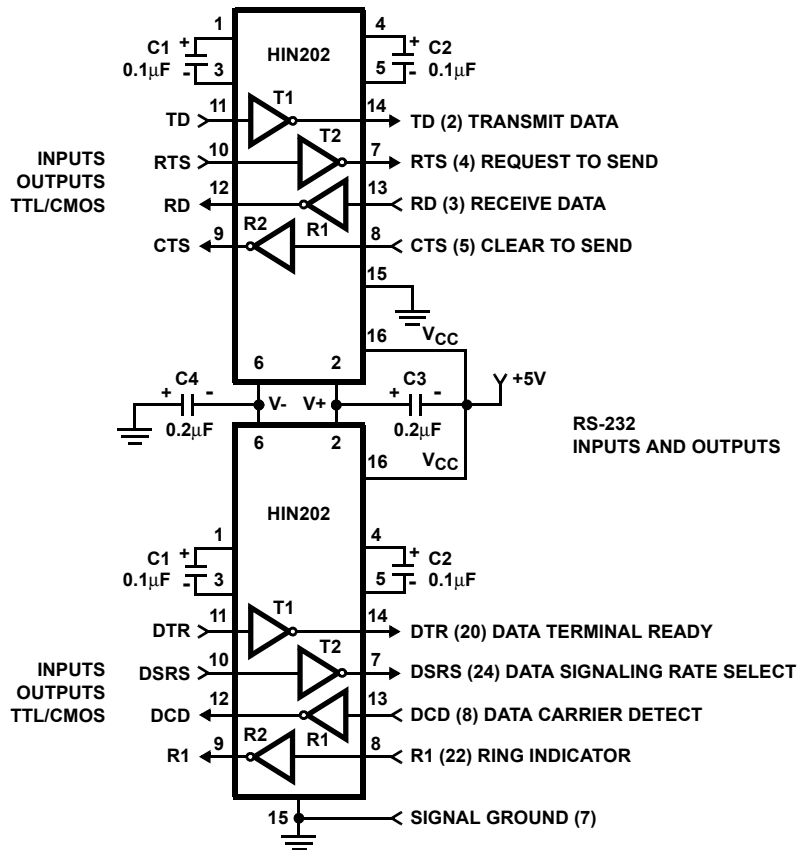 1 HIN202 4
C1 + + C2
0.1μF - 3 5 - 0.1μF
T1
TD 11 14 TD (2) TRANSMIT DATA
T2
INPUTS OUTPUTS TTL/CMOS
RTS 10 7 RTS (4) REQUEST TO SEND
RD 12 13 RD (3) RECEIVE DATA
R2 R1
CTS 9 8 CTS (5) CLEAR TO SEND
15
16 VCC
6 2
C4 C3
+ - V- V+ + - +5V
0.2μF 0.2μF
RS-232
INPUTS AND OUTPUTS
6 2
16 VCC
HIN202
1 4
C1 + + C2
0.1μF - 3 5 - 0.1μF
T1
DTR 11 14 DTR (20) DATA TERMINAL READY
T2
INPUTS OUTPUTS TTL/CMOS
DSRS 10 7 DSRS (24) DATA SIGNALING RATE SELECT
DCD 12 13 DCD (8) DATA CARRIER DETECT
R2 R1
R1 9 8 R1 (22) RING INDICATOR
15 SIGNAL GROUND (7)